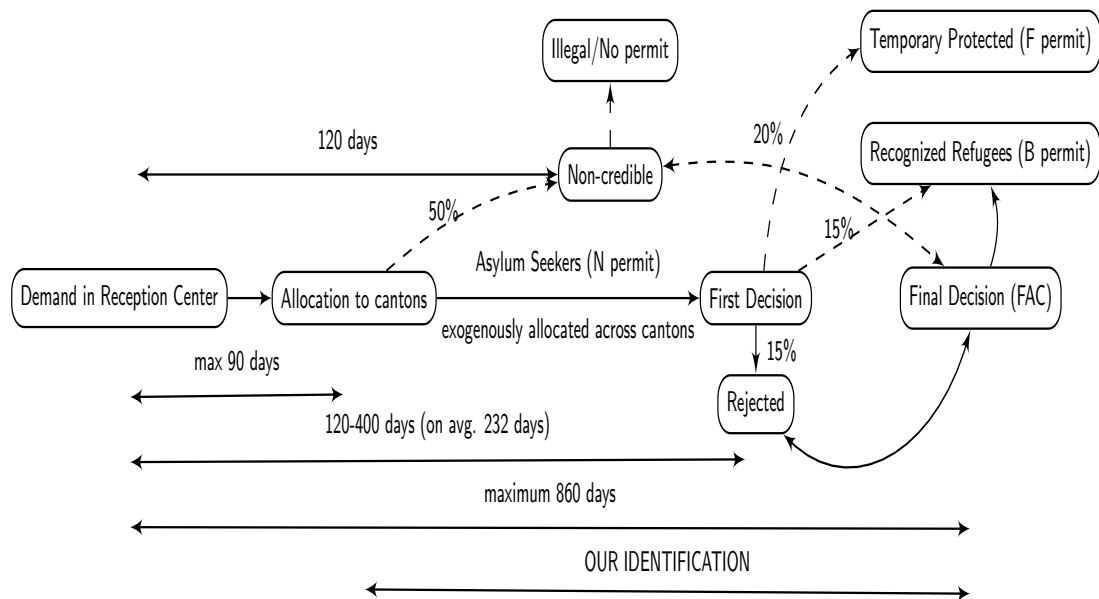 Temporary Protected (F permit)
Illegal/No permit
20%
120 days
Recognized Refugees (B permit)
Non-credible
50%
15%
Asylum Seekers (N permit)
Demand in Reception Center
Allocation to cantons
First Decision
Final Decision (FAC)
exogenously allocated across cantons
15%
max 90 days
Rejected
120-400 days (on avg. 232 days)
maximum 860 days
OUR IDENTIFICATION